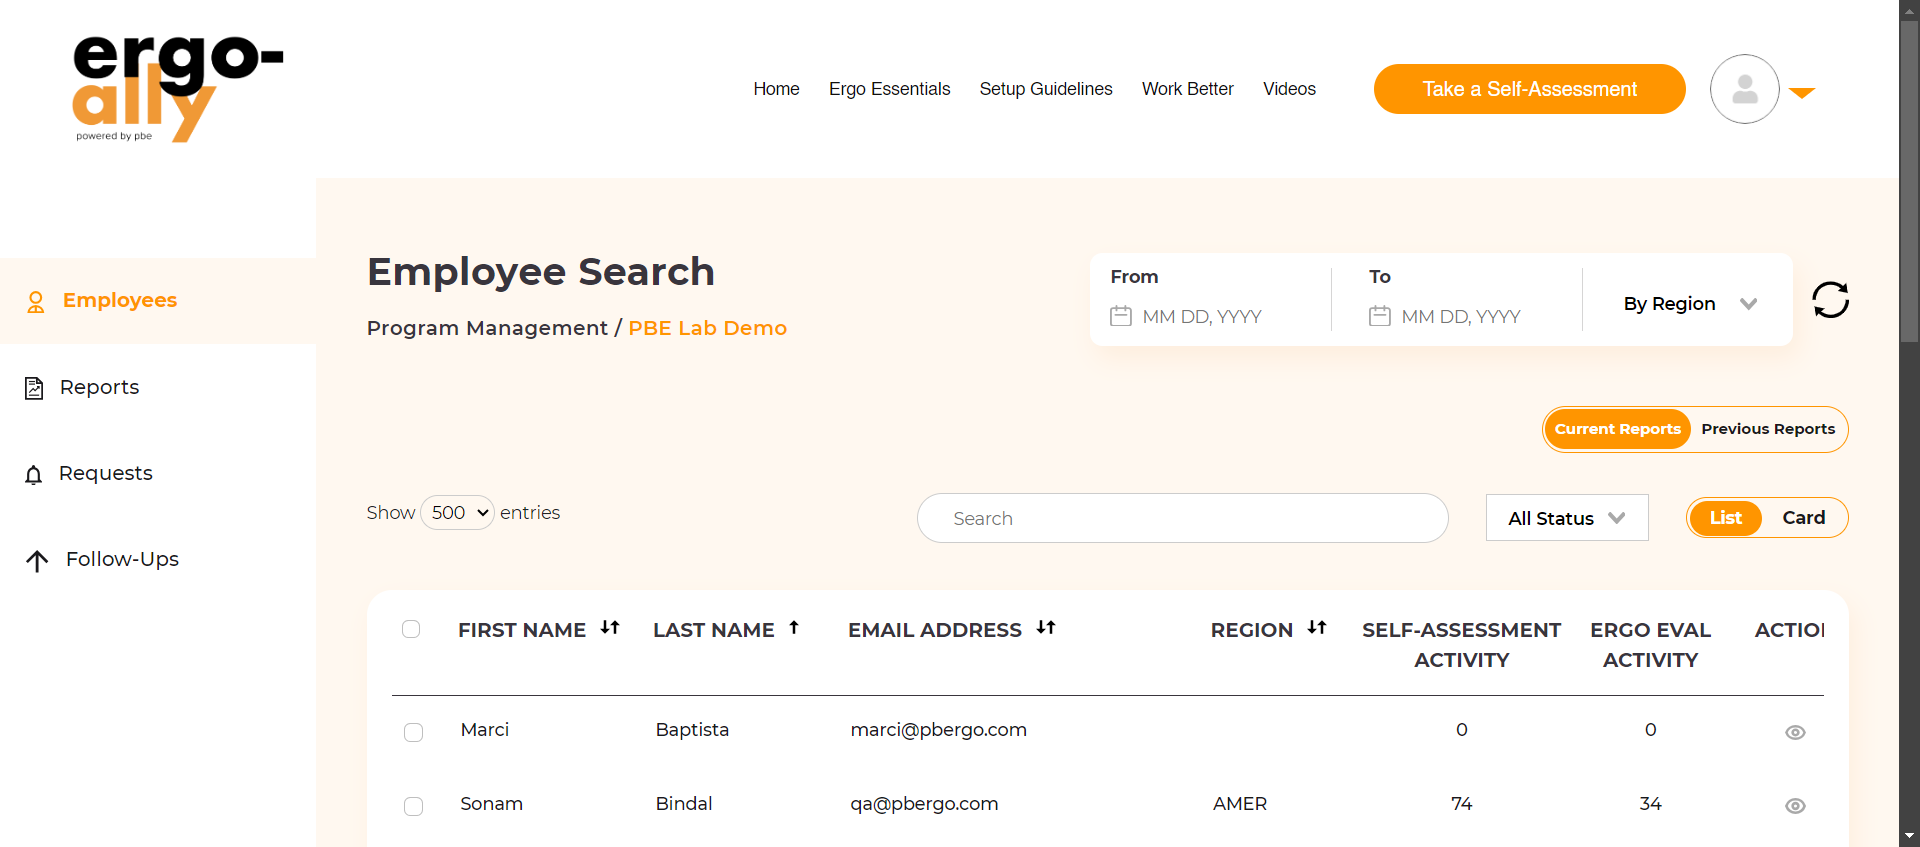 ergo-
ally
powered by pbe
Home Ergo Essentials Setup Guidelines Work Better Videos Take a Self-Assessment
Employees
Reports
Requests
Follow-Ups
Employee Search
Program Management / PBE Lab Demo
From To
MM DD, YYYY MM DD, YYYY By Region
Current Reports Previous Reports
Show 500 entries Search All Status List Card
FIRST NAME LAST NAME EMAIL ADDRESS REGION SELF-ASSESSMENT ERGO EVAL ACTIO
ACTIVITY ACTIVITY
Marci Baptista marci@pbergo.com 0 0
Sonam Bindal qa@pbergo.com AMER 74 34